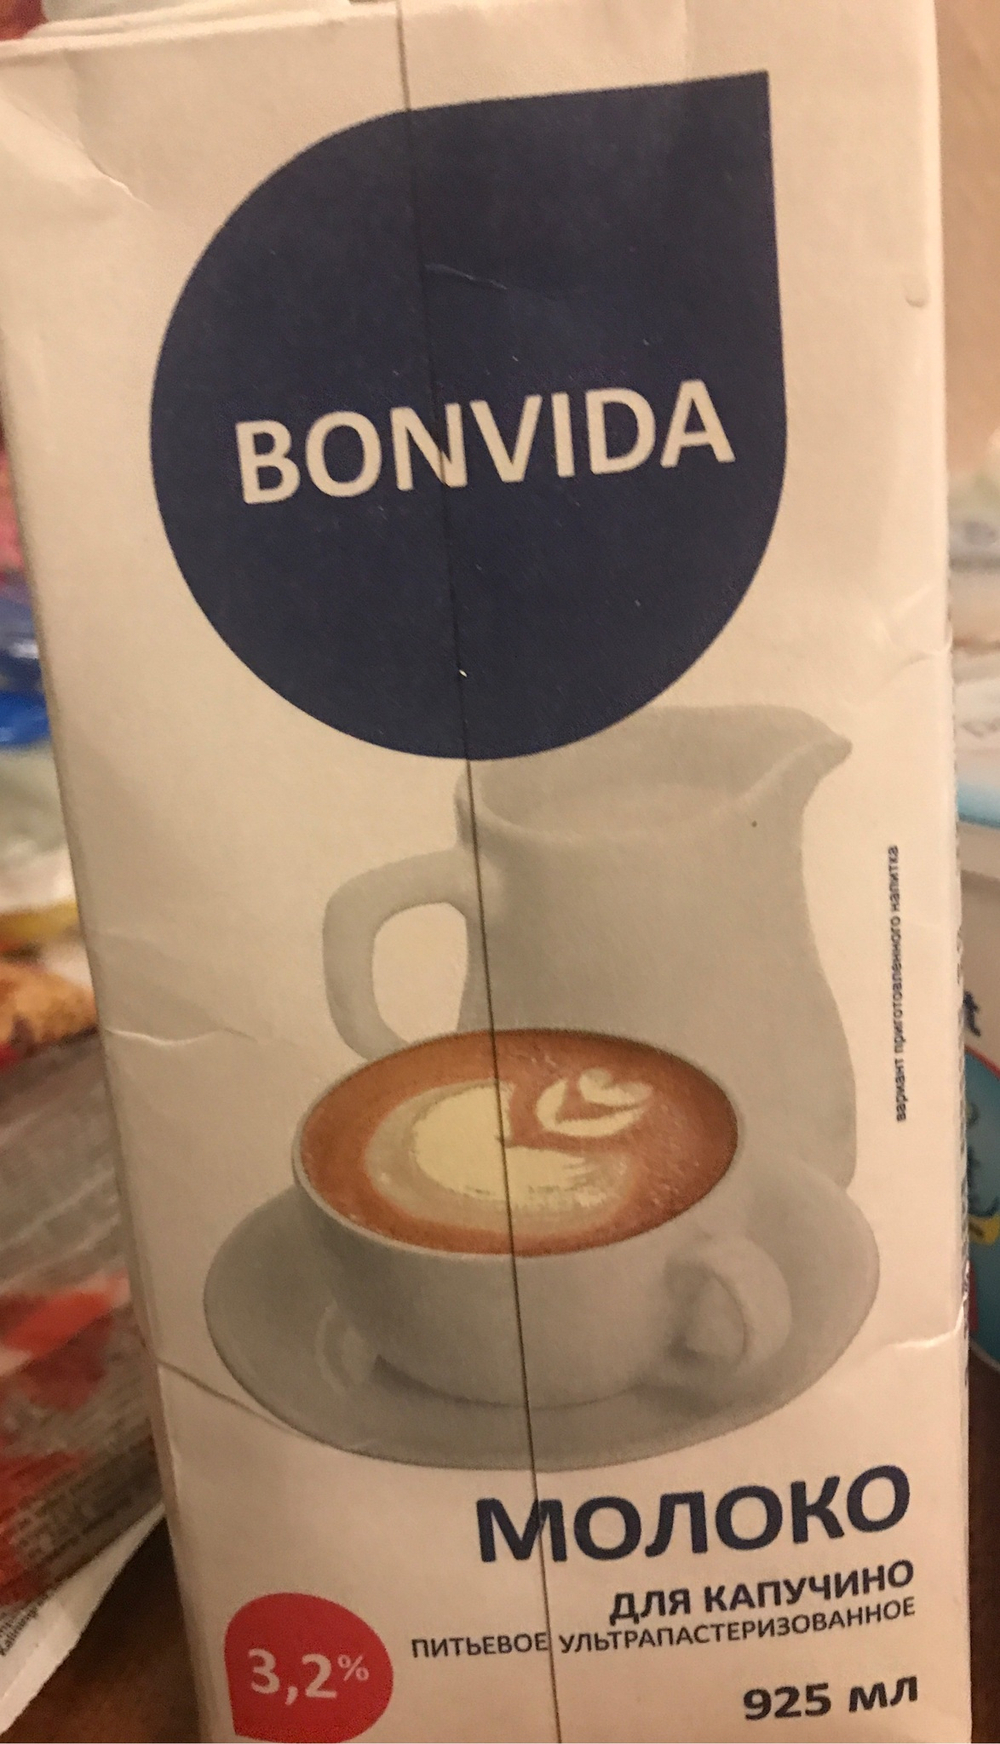 BONVIDA
вариант приготовленного напитка
МОЛОКО
ДЛЯ КАПУЧИНО
ПИТЬЕВОЕ УЛЬТРАПАСТЕРИЗОВАННОЕ
3,2%
925 мл